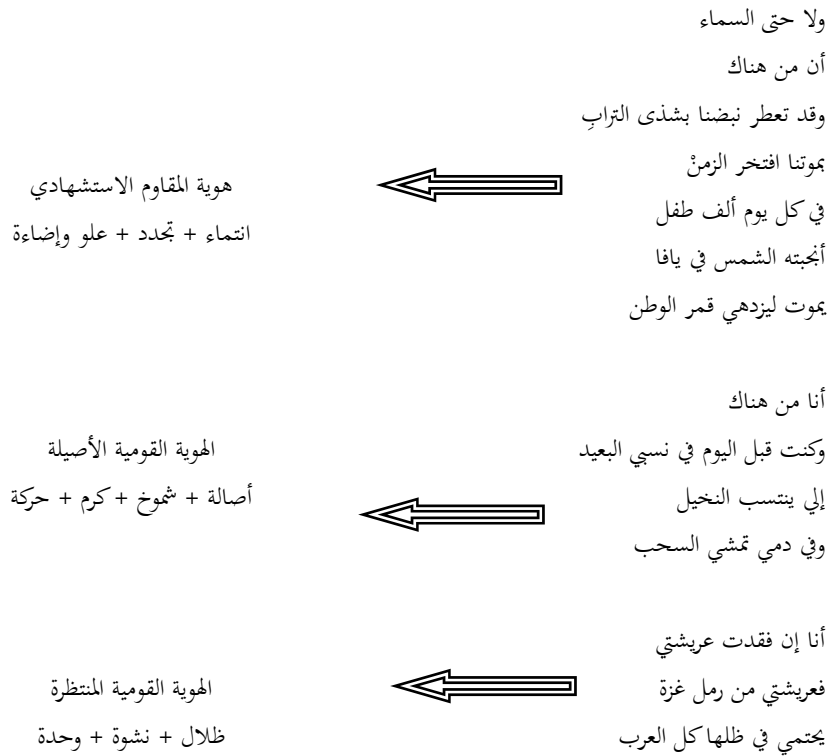 ولا حتى السماء
أن من هناك
وقد تعطر نبضنا بشذى الترابِ
بموتنا افتخر الزمنْ
في كل يوم ألف طفل
أنجبته الشمس في يافا
يموت ليزدهي قمر الوطن
هوية المقاوم الاستشهادي
انتماء + تجدد + علو وإضاءة
أنا من هناك
وكنت قبل اليوم في نسبي البعيد
إلي ينتسب النخيل
وفي دمي تمشي السحب
الهوية القومية الأصيلة
أصالة + شموخ + كرم + حركة
أنا إن فقدت عريشتي
فعريشتي من رمل غزة
يحتمي في ظلها كل العرب
الهوية القومية المنتظرة
ظلال + نشوة + وحدة